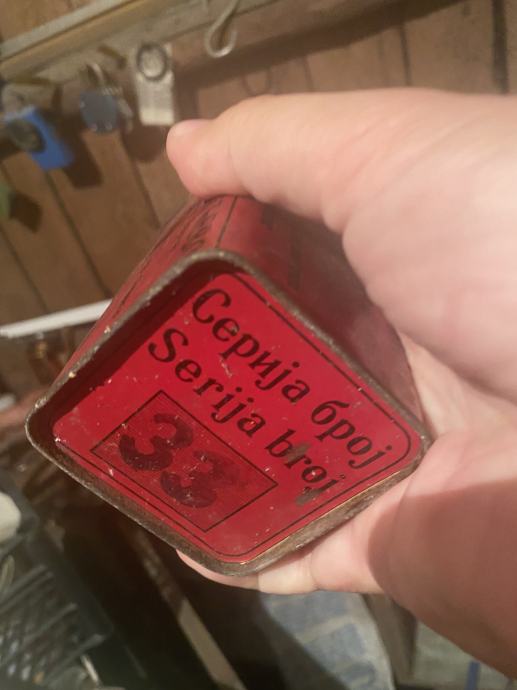 Серија број
Serija broj
33